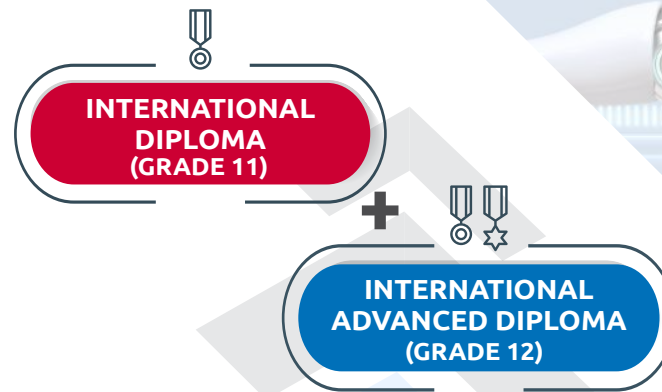 INTERNATIONAL
DIPLOMA
(GRADE 11)
+
INTERNATIONAL
ADVANCED DIPLOMA
(GRADE 12)